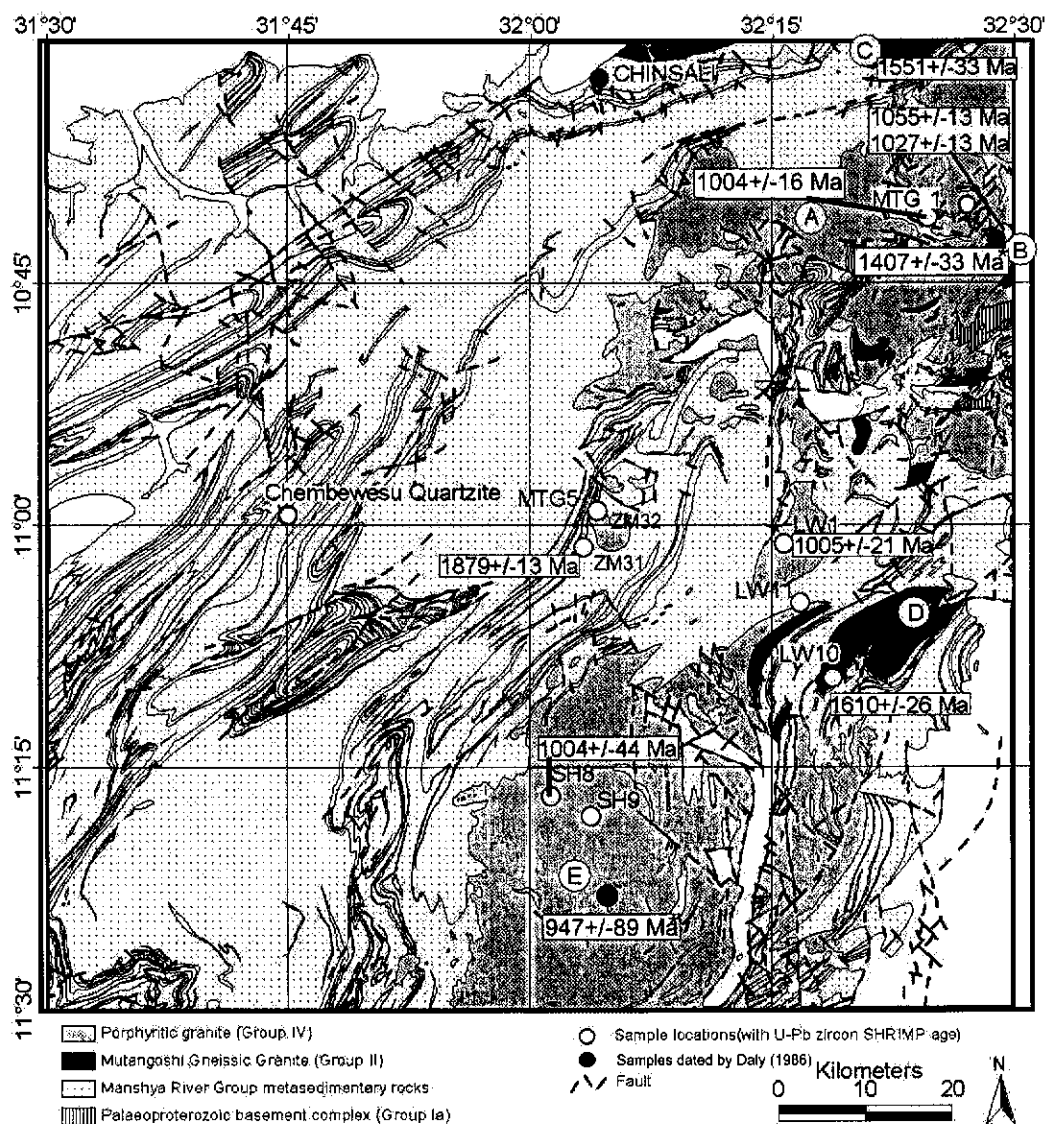 31°30' 31°45' 32°00' 32°15' 32°30'
CHINSALI
C
1551+/-33 Ma
1055+/-13 Ma
1027+/-13 Ma
1004+/-16 Ma
MTG 1
A
B
1407+/-33 Ma
10°45'
Chembewesu Quartzite
MTG5
ZM32
11°00'
LW1
1005+/-21 Ma
1879+/-13 Ma
ZM31
LW11
D
LW10
1610+/-26 Ma
1004+/-44 Ma
11°15'
SH8
SH9
E
947+/-89 Ma
11°30'
Porphyritic granite (Group IV)
Mutangoshi Gneissic Granite (Group II)
Manshya River Group metasedimentary rocks
Palaeoproterozoic basement complex (Group Ia)
Sample locations(with U-Pb zircon SHRIMP age)
Samples dated by Daly (1986)
Fault
Kilometers
0 10 20
N